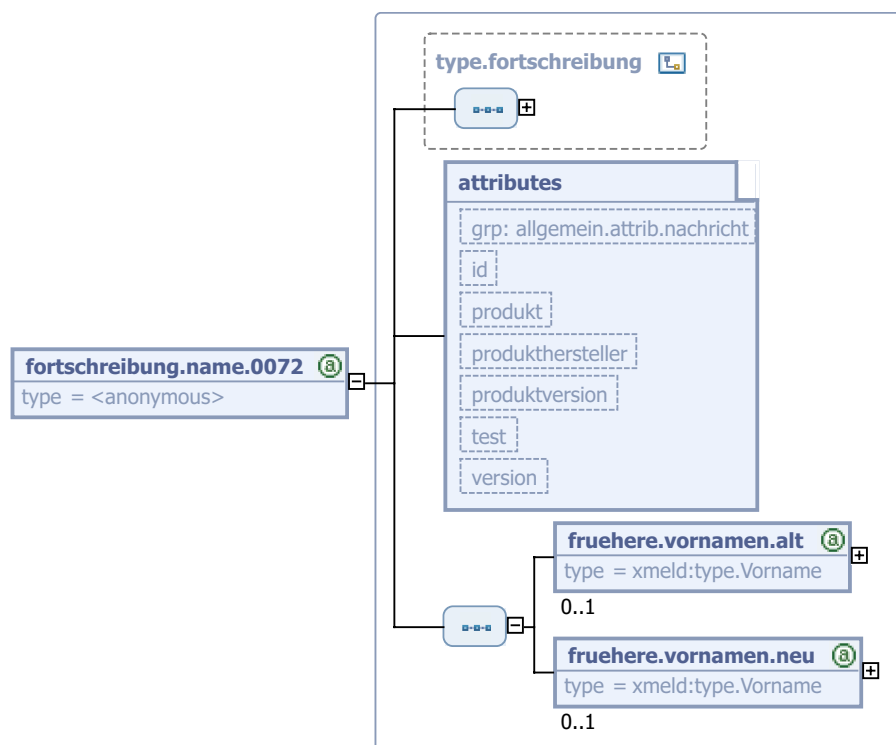 type.fortschreibung
attributes
grp: allgemein.attrib.nachricht
id
produkt
produkthersteller
produktversion
test
version
fortschreibung.name.0072 a
type = <anonymous>
fruehere.vornamen.alt a
type = xmeld:type.Vorname
0..1
fruehere.vornamen.neu a
type = xmeld:type.Vorname
0..1